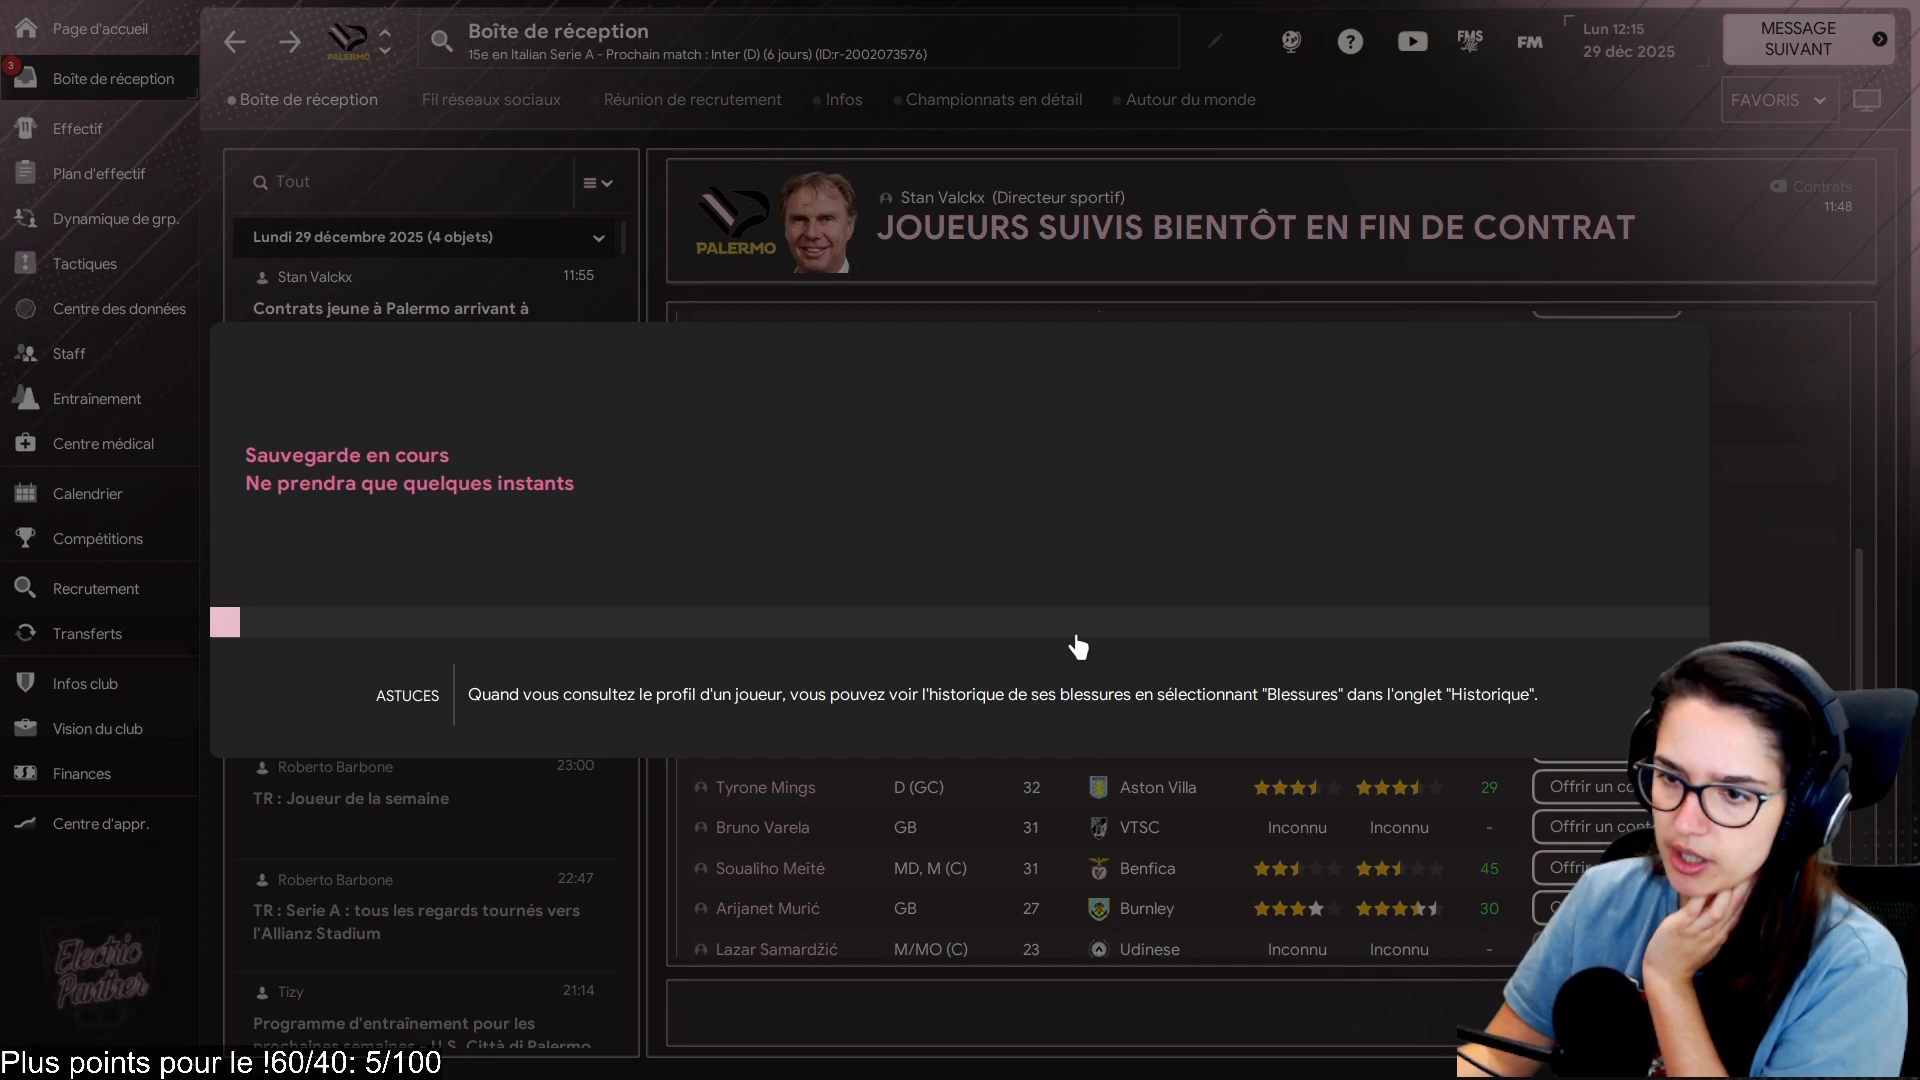 Page d'accueil
3
Boîte de réception
Effectif
Plan d'effectif
Dynamique de grp.
Tactiques
Centre des données
Staff
Entraînement
Centre médical
Calendrier
Compétitions
Recrutement
Transferts
Infos club
Vision du club
Finances
Centre d'appr.
Electric
Panther
PALERMO
Boîte de réception
15e en Italian Serie A - Prochain match : Inter (D) (6 jours) (ID:r-2002073576)
FMS
FM
Lun 12:15
29 déc 2025
MESSAGE
SUIVANT
Boîte de réception
Fil réseaux sociaux
Réunion de recrutement
Infos
Championnats en détail
Autour du monde
FAVORIS
Tout
Lundi 29 décembre 2025 (4 objets)
Stan Valckx 11:55
Contrats jeune à Palermo arrivant à
PALERMO
Stan Valckx (Directeur sportif)
JOUEURS SUIVIS BIENTÔT EN FIN DE CONTRAT
Contrats
11:48
Sauvegarde en cours
Ne prendra que quelques instants
ASTUCES
Quand vous consultez le profil d'un joueur, vous pouvez voir l'historique de ses blessures en sélectionnant "Blessures" dans l'onglet "Historique".
Roberto Barbone 23:00
TR : Joueur de la semaine
Roberto Barbone 22:47
TR : Serie A : tous les regards tournés vers
l'Allianz Stadium
Tizy 21:14
Programme d'entraînement pour les
prochaines semaines - U.S. Città di Palermo
Tyrone Mings D (GC) 32 Aston Villa 29 Offrir un co
Bruno Varela GB 31 VTSC Inconnu Inconnu - Offrir un cont
Soualiho Meïté MD, M (C) 31 Benfica 45 Offrir
Arijanet Murić GB 27 Burnley 30
Lazar Samardžić M/MO (C) 23 Udinese Inconnu Inconnu -
Plus points pour le !60/40: 5/100